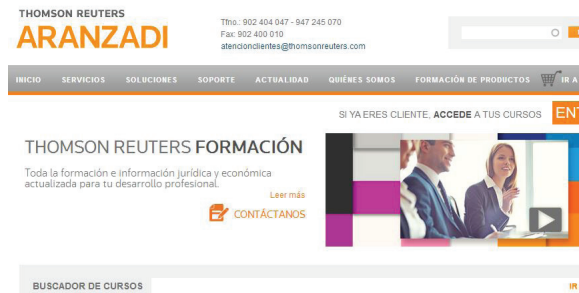 THOMSON REUTERS
ARANZADI
Tfno.: 902 404 047 - 947 245 070
Fax: 902 400 010
atencionclientes@thomsonreuters.com
INICIO SERVICIOS SOLUCIONES SOPORTE ACTUALIDAD QUIÉNES SOMOS FORMACIÓN DE PRODUCTOS IR A
SI YA ERES CLIENTE, ACCEDE A TUS CURSOS ENT
THOMSON REUTERS FORMACIÓN
Toda la formación e información jurídica y económica
actualizada para tu desarrollo profesional.
Leer más
CONTÁCTANOS
BUSCADOR DE CURSOS IR